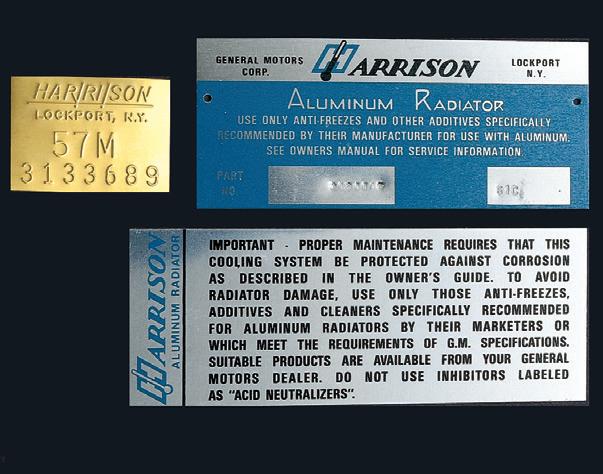 HARRISON
LOCKPORT, N.Y.
57M
3133689
GENERAL MOTORS CORP.
HARRISON
LOCKPORT N.Y.
ALUMINUM RADIATOR
USE ONLY ANTI-FREEZES AND OTHER ADDITIVES SPECIFICALLY
RECOMMENDED BY THEIR MANUFACTURER FOR USE WITH ALUMINUM.
SEE OWNERS MANUAL FOR SERVICE INFORMATION.
PART NO.
HARRISON
ALUMINUM RADIATOR
IMPORTANT - PROPER MAINTENANCE REQUIRES THAT THIS
COOLING SYSTEM BE PROTECTED AGAINST CORROSION
AS DESCRIBED IN THE OWNER'S GUIDE. TO AVOID
RADIATOR DAMAGE, USE ONLY THOSE ANTI-FREEZES,
ADDITIVES AND CLEANERS SPECIFICALLY RECOMMENDED
FOR ALUMINUM RADIATORS BY THEIR MARKETERS OR
WHICH MEET THE REQUIREMENTS OF G.M. SPECIFICATIONS.
SUITABLE PRODUCTS ARE AVAILABLE FROM YOUR GENERAL
MOTORS DEALER. DO NOT USE INHIBITORS LABELED
AS "ACID NEUTRALIZERS".